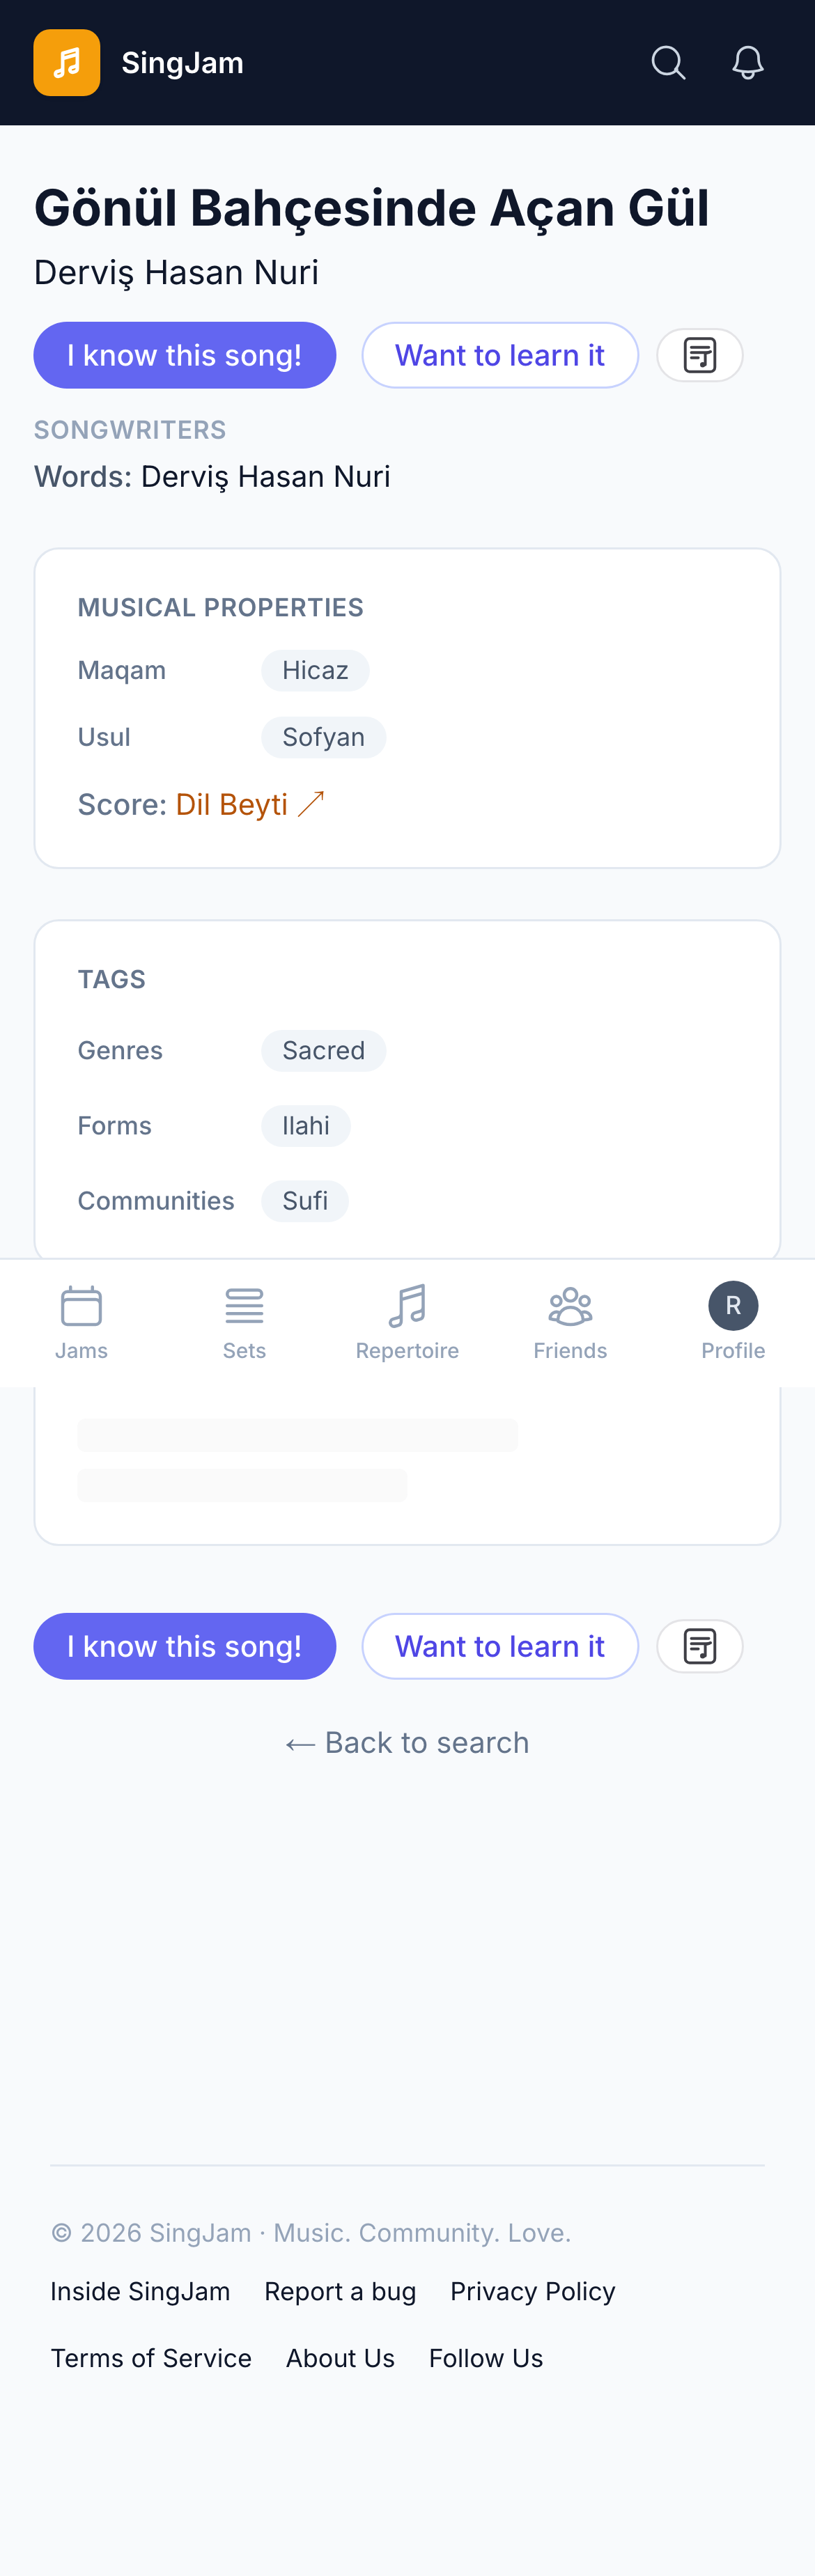 SingJam
Gönül Bahçesinde Açan Gül
Derviş Hasan Nuri
I know this song! Want to learn it
SONGWRITERS
Words: Derviş Hasan Nuri
MUSICAL PROPERTIES
Maqam Hicaz
Usul Sofyan
Score: Dil Beyti ↗
TAGS
Genres Sacred
Forms Ilahi
Communities Sufi
Jams Sets Repertoire Friends R Profile
I know this song! Want to learn it
← Back to search
© 2026 SingJam · Music. Community. Love.
Inside SingJam Report a bug Privacy Policy
Terms of Service About Us Follow Us